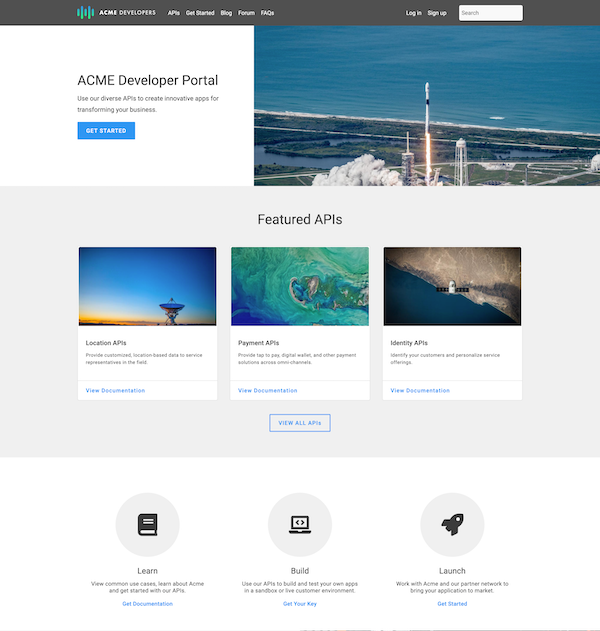 ACME DEVELOPERS
APIs Get Started Blog Forum FAQs
Log in Sign up Search
ACME Developer Portal
Use our diverse APIs to create innovative apps for
transforming your business.
GET STARTED
Featured APIs
Location APIs
Provide customized, location-based data to service
representatives in the field.
View Documentation
Payment APIs
Provide tap to pay, digital wallet, and other payment
solutions across omni-channels.
View Documentation
Identity APIs
Identify your customers and personalize service
offerings.
View Documentation
VIEW ALL APIs
Learn
View common use cases, learn about Acme
and get started with our APIs.
Get Documentation
Build
Use our APIs to build and test your own apps
in a sandbox or live customer environment.
Get Your Key
Launch
Work with Acme and our partner network to
bring your application to market.
Get Started